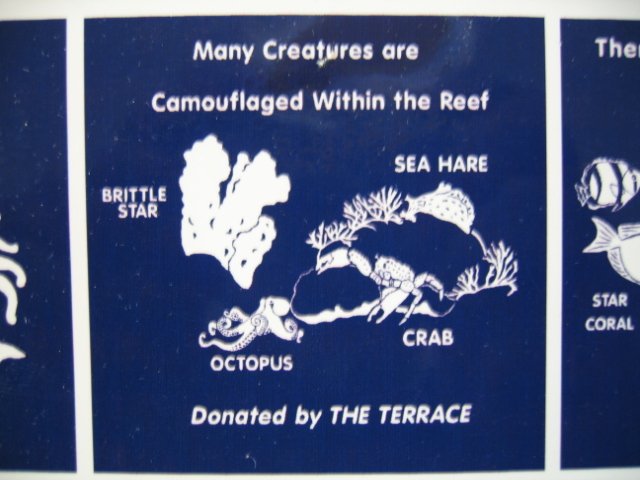 Many Creatures are
Camouflaged Within the Reef
BRITTLE
STAR
SEA HARE
OCTOPUS
CRAB
Donated by THE TERRACE
STAR
CORAL